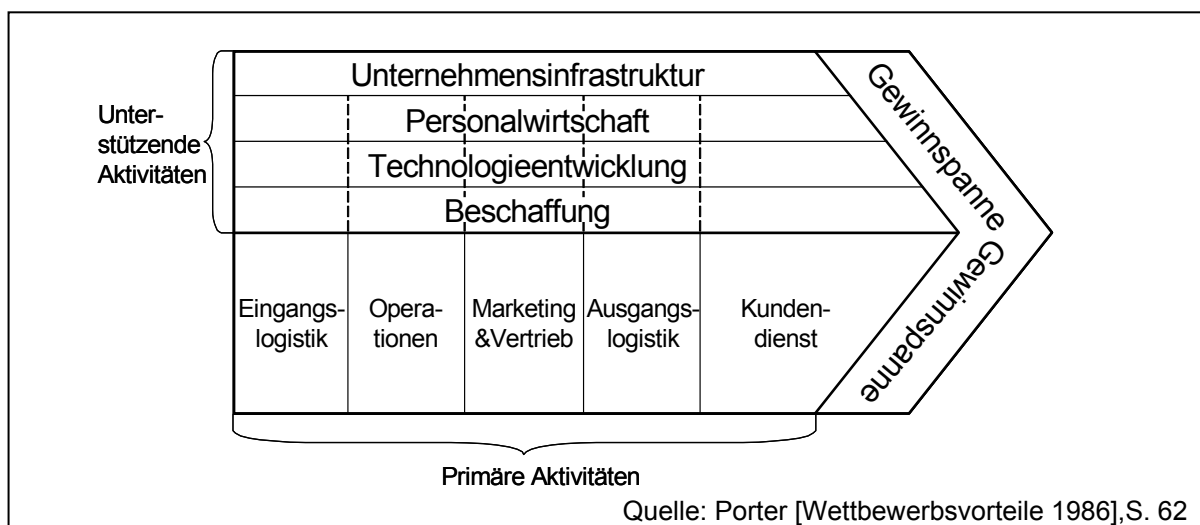 Unternehmensinfrastruktur
Personalwirtschaft
Technologieentwicklung
Beschaffung
Unter-
stützende
Aktivitäten
Gewinnspanne
Gewinnspanne
Eingangs-
logistik
Opera-
tionen
Marketing
&Vertrieb
Ausgangs-
logistik
Kunden-
dienst
Primäre Aktivitäten
Quelle: Porter [Wettbewerbsvorteile 1986],S. 62